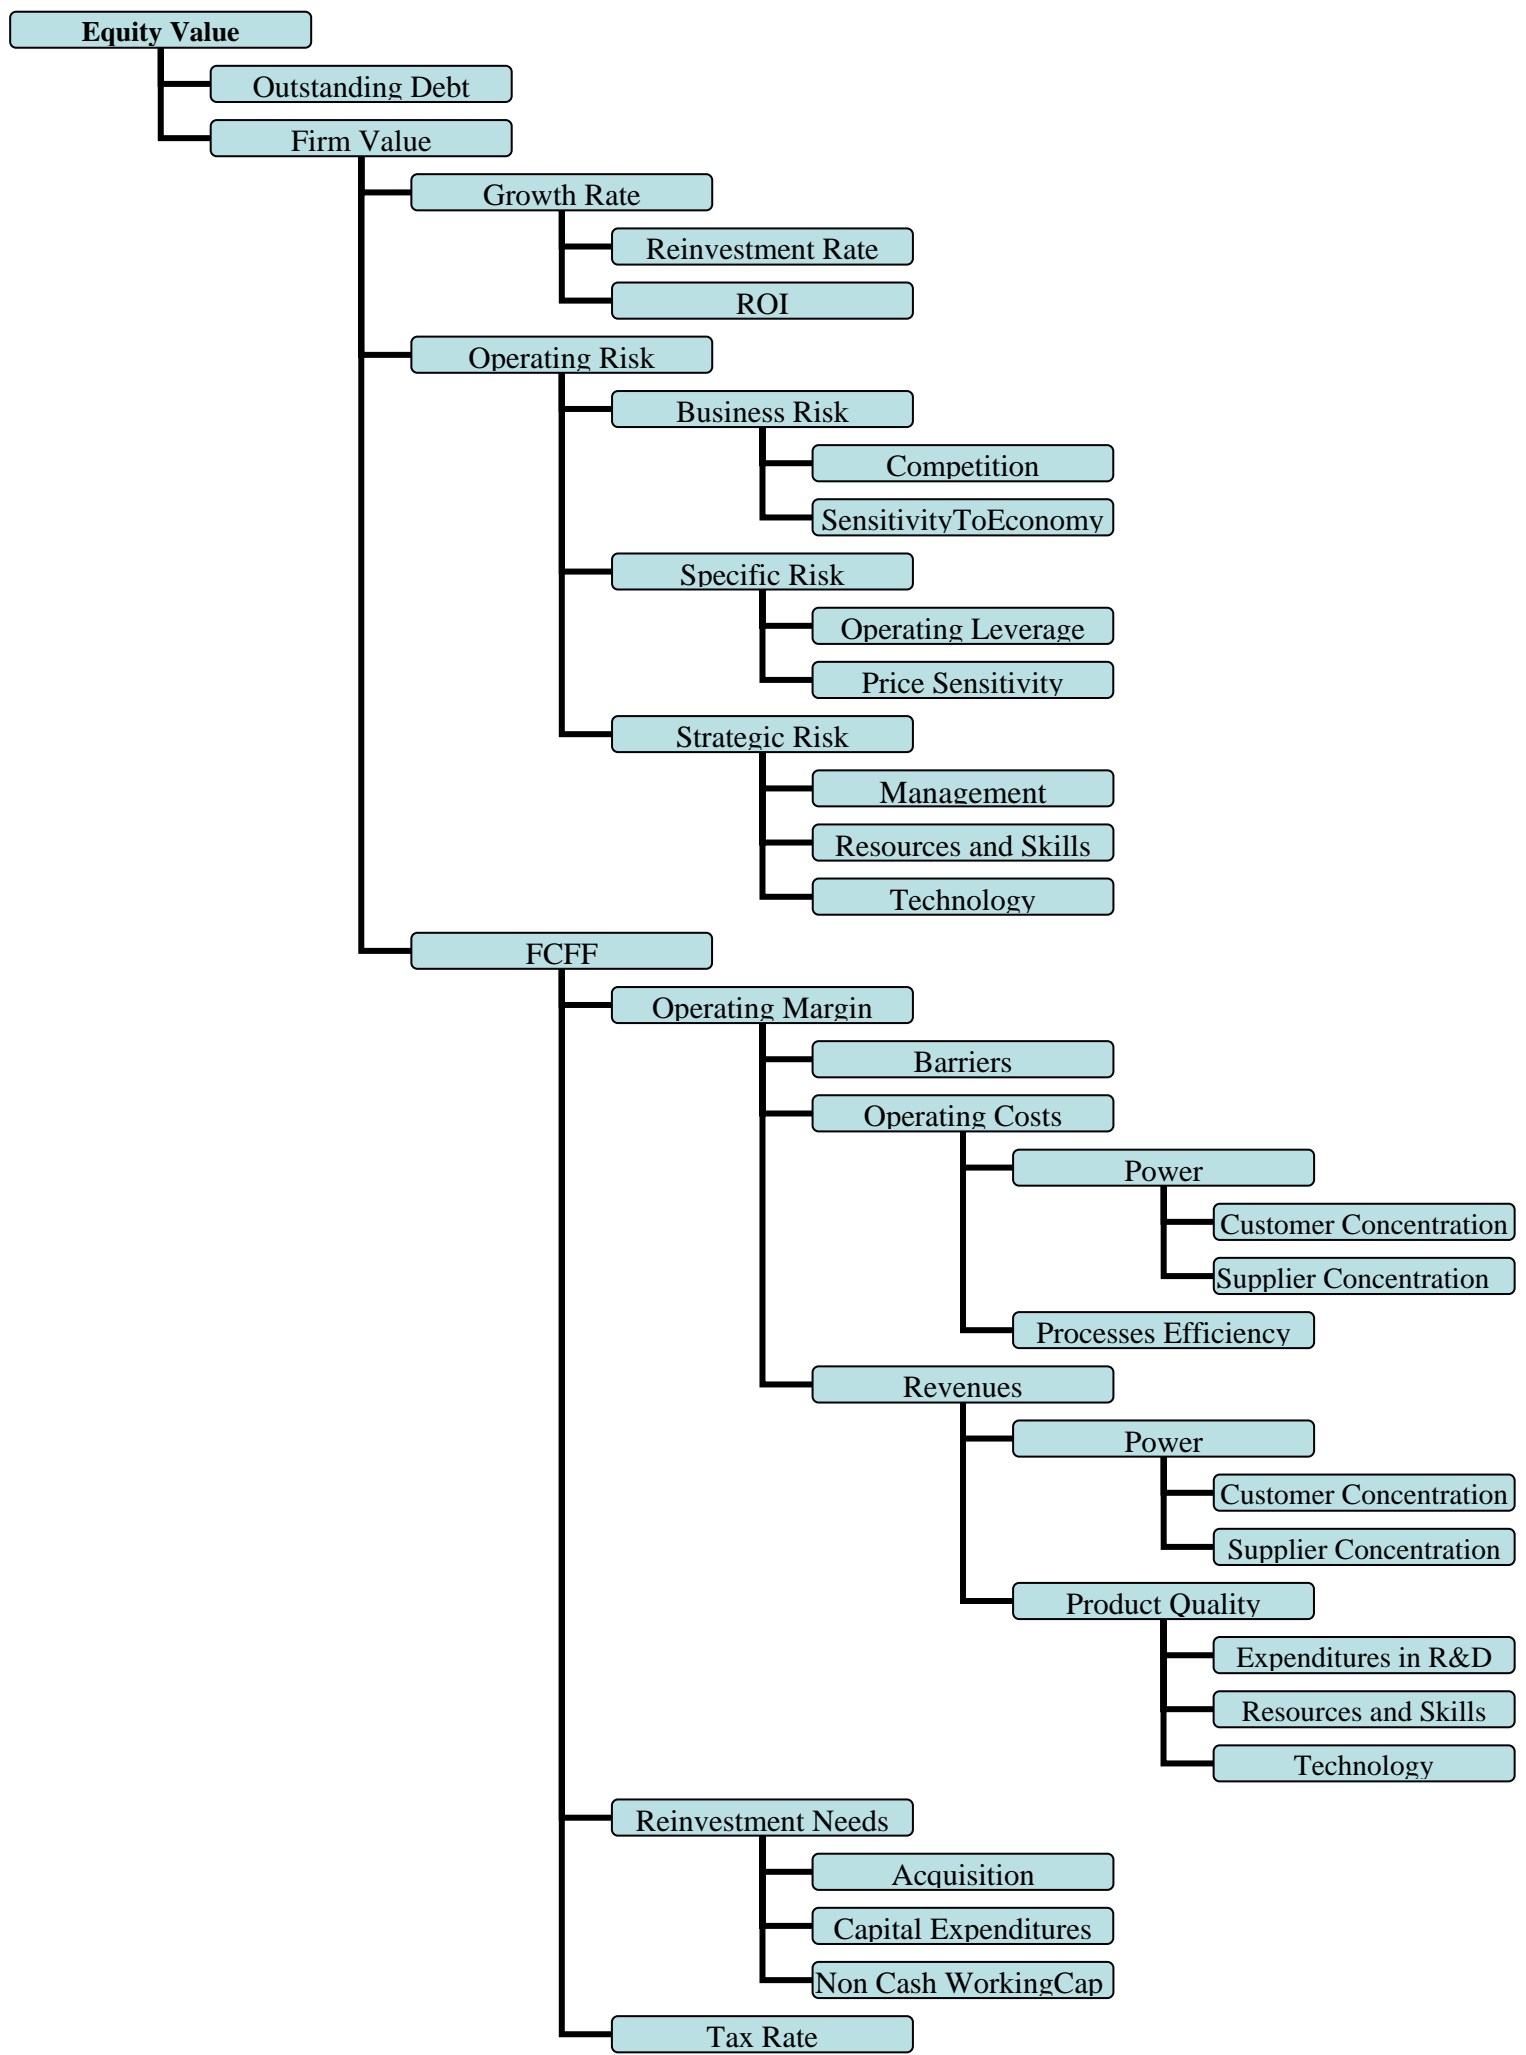 Equity Value
Outstanding Debt
Firm Value
Growth Rate
Reinvestment Rate
ROI
Operating Risk
Business Risk
Competition
SensitivityToEconomy
Specific Risk
Operating Leverage
Price Sensitivity
Strategic Risk
Management
Resources and Skills
Technology
FCFF
Operating Margin
Barriers
Operating Costs
Power
Customer Concentration
Supplier Concentration
Processes Efficiency
Revenues
Power
Customer Concentration
Supplier Concentration
Product Quality
Expenditures in R&D
Resources and Skills
Technology
Reinvestment Needs
Acquisition
Capital Expenditures
Non Cash WorkingCap
Tax Rate